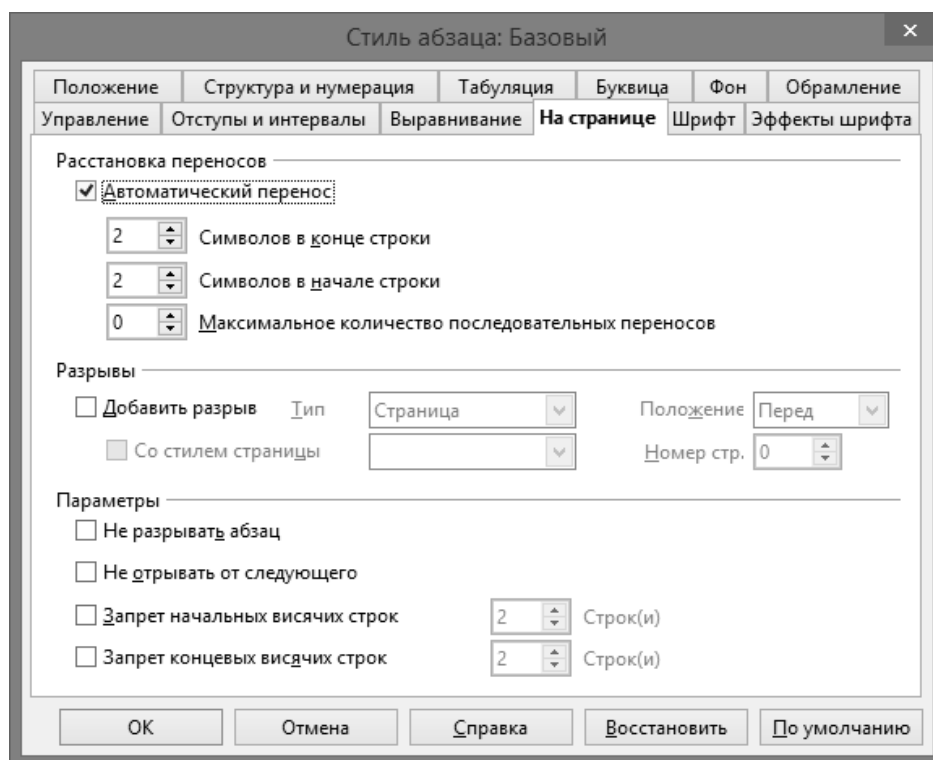 Стиль абзаца: Базовый
Положение Структура и нумерация Табуляция Буквица Фон Обрамление
Управление Отступы и интервалы Выравнивание На странице Шрифт Эффекты шрифта
Расстановка переносов
Автоматический перенос
2 Символов в конце строки
2 Символов в начале строки
0 Максимальное количество последовательных переносов
Разрывы
Добавить разрыв Тип Страница Положение Перед
Со стилем страницы Номер стр. 0
Параметры
Не разрывать абзац
Не отрывать от следующего
Запрет начальных висячих строк 2 Строк(и)
Запрет концевых висячих строк 2 Строк(и)
ОК Отмена Справка Восстановить По умолчанию